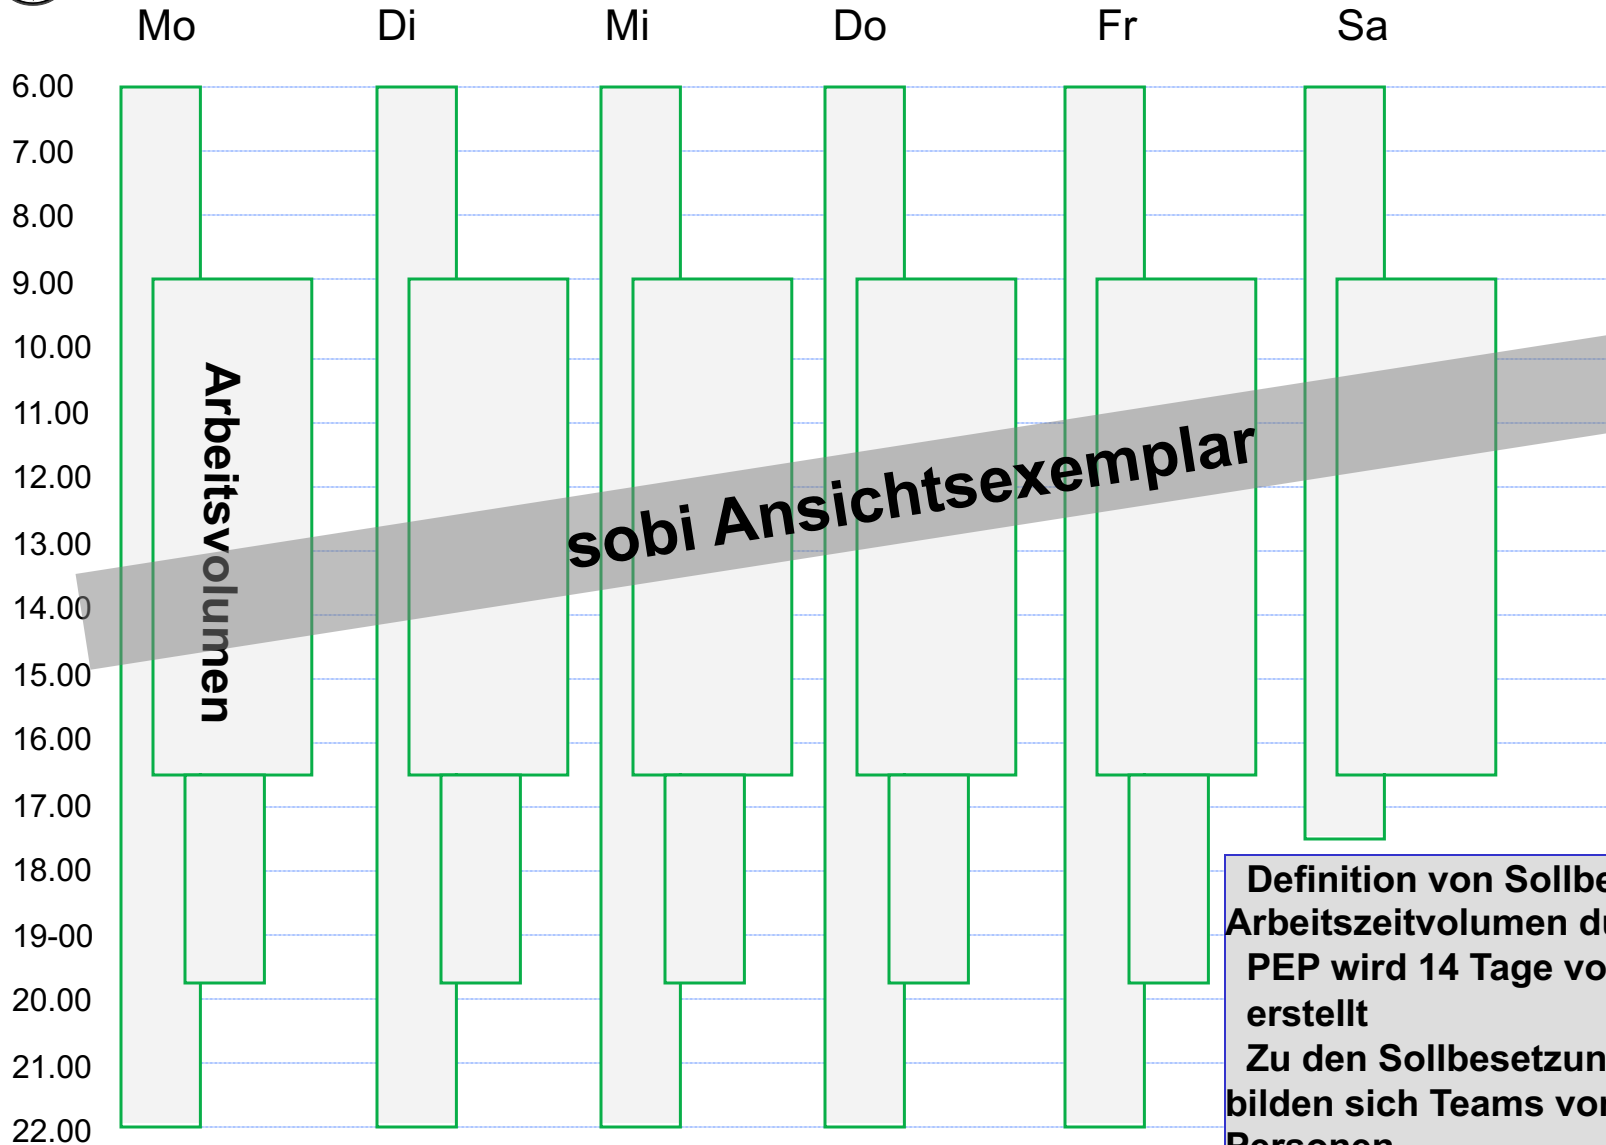 Mo Di Mi Do Fr Sa
6.00
7.00
8.00
9.00
10.00
11.00
12.00
13.00
14.00
15.00
16.00
17.00
18.00
19-00
20.00
21.00
22.00
Arbeitsvolumen
sobi Ansichtsexemplar
Definition von Sollbe
Arbeitszeitvolumen du
PEP wird 14 Tage vo
erstellt
Zu den Sollbesetzun
bilden sich Teams vor
Personen